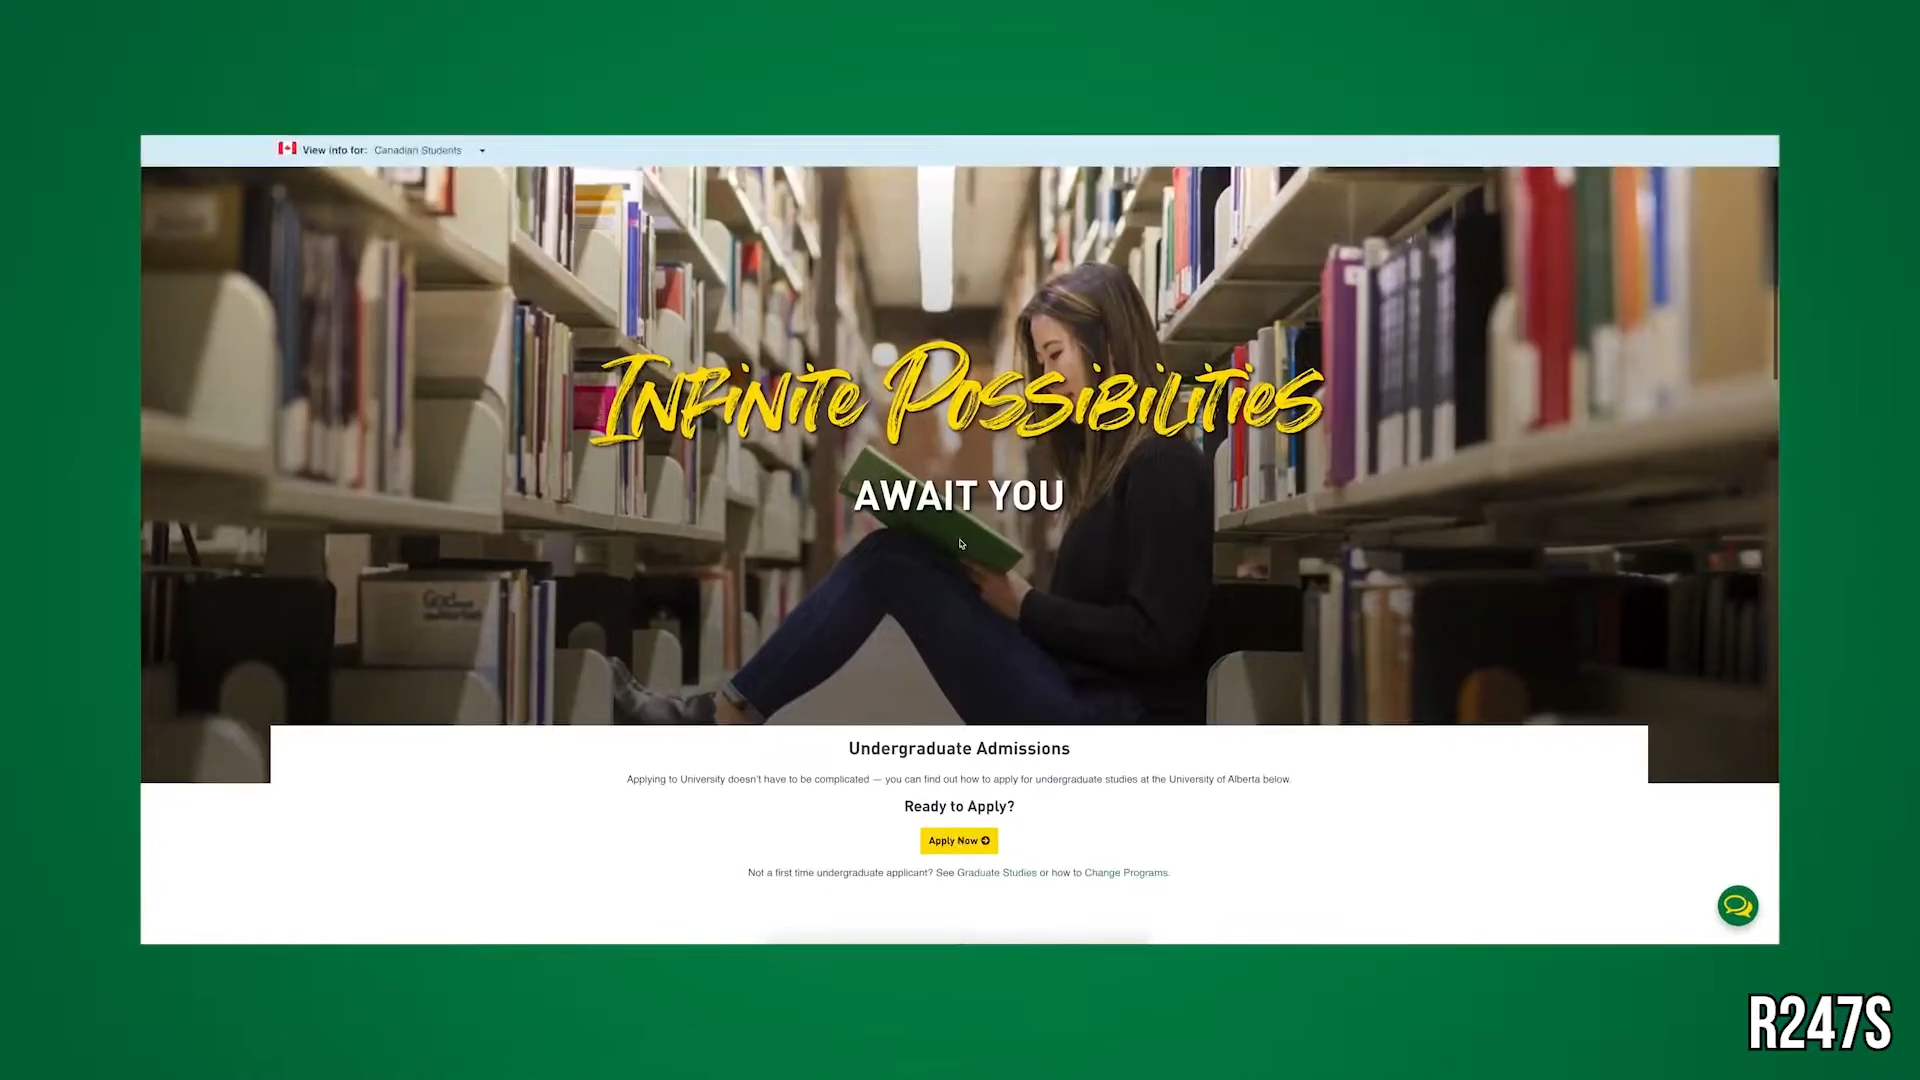 View info for: Canadian Students
INFINITE POSSIBILITIES
AWAIT YOU
Undergraduate Admissions
Applying to University doesn't have to be complicated — you can find out how to apply for undergraduate studies at the University of Alberta below.
Ready to Apply?
Apply Now
Not a first time undergraduate applicant? See Graduate Studies or how to Change Programs.
R247S